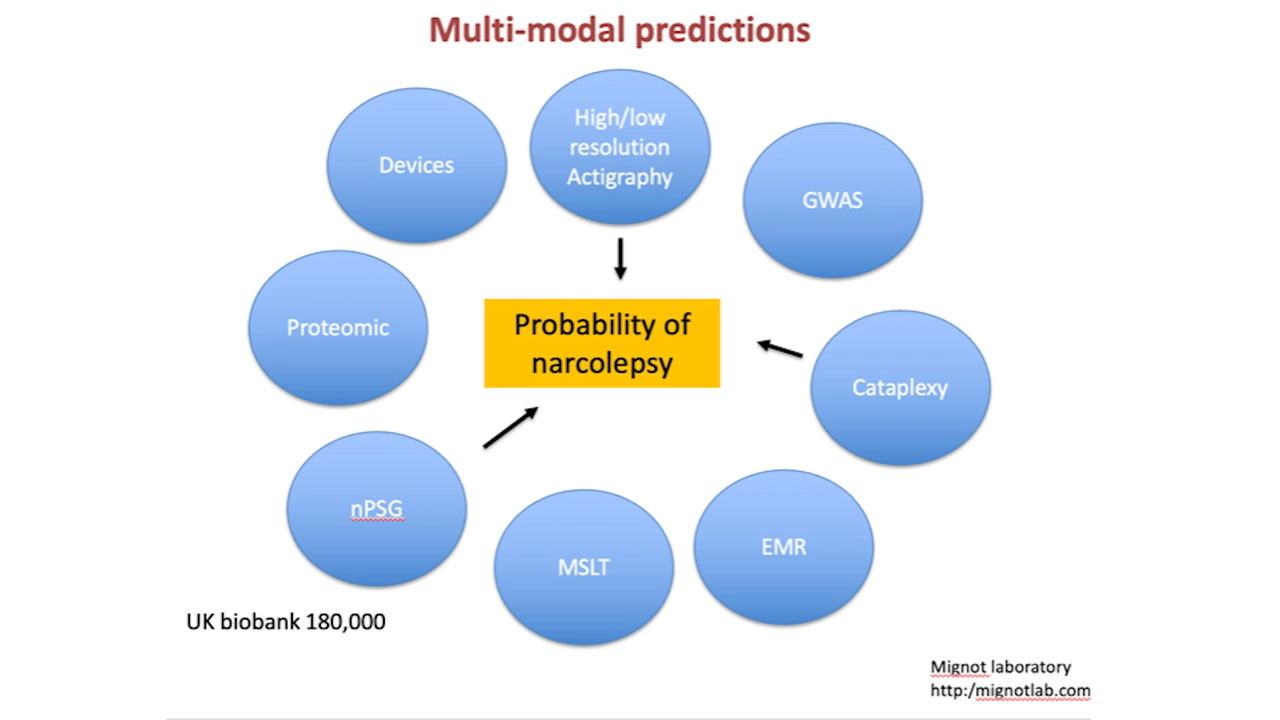 Multi-modal predictions
High/low
resolution
Actigraphy
Devices
GWAS
Proteomic
Probability of
narcolepsy
Cataplexy
nPSG
EMR
MSLT
UK biobank 180,000
Mignot laboratory
http:/mignotlab.com